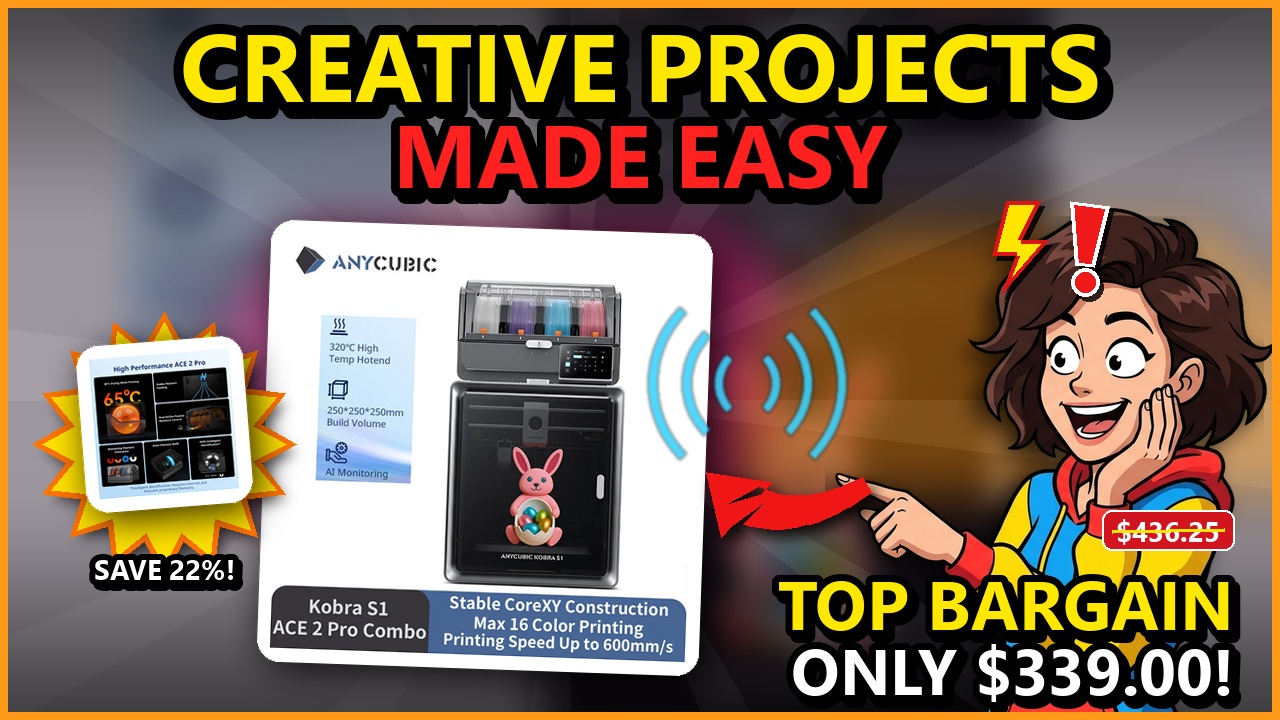 CREATIVE PROJECTS
MADE EASY
ANYCUBIC
320℃ High
Temp Hotend
250*250*250mm
Build Volume
AI Monitoring
ANYCUBIC KOBRA S1
Kobra S1
ACE 2 Pro Combo
Stable CoreXY Construction
Max 16 Color Printing
Printing Speed Up to 600mm/s
High Performance ACE 2 Pro
65℃
SAVE 22%!
$436.25
TOP BARGAIN
ONLY $339.00!